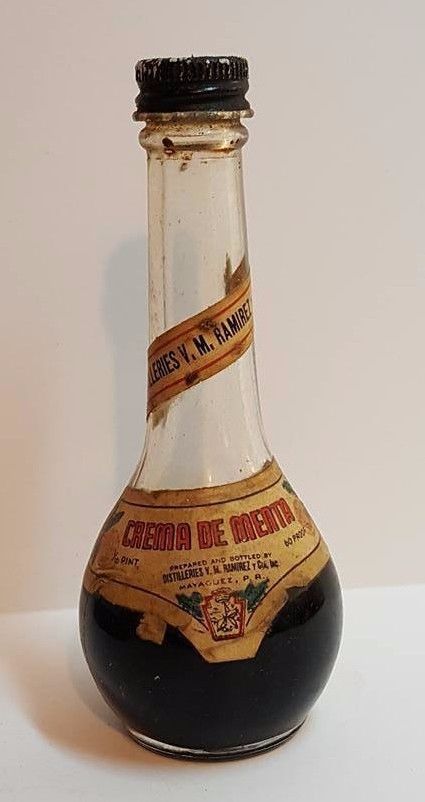 LLERIES V. M. RAMIREZ
CREMA DE MENTA
1/10 PINT
60 PROOF
PREPARED AND BOTTLED BY
DISTILLERIES V. M. RAMIREZ Y CIA, INC.
MAYAGUEZ, P. R.